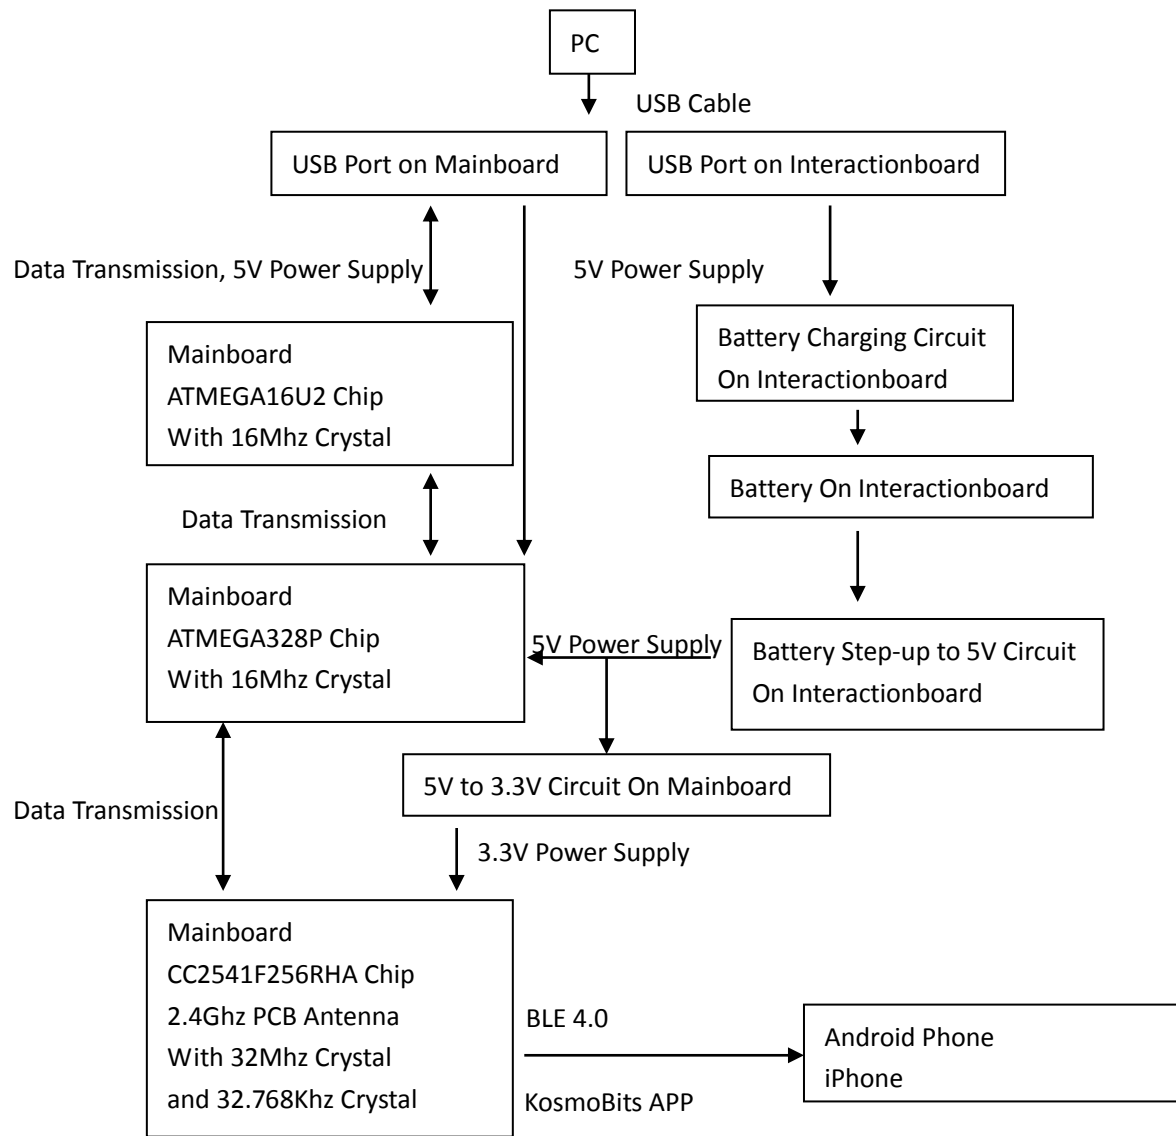 PC
USB Cable
USB Port on Mainboard
USB Port on Interactionboard
Data Transmission, 5V Power Supply
5V Power Supply
Mainboard
ATMEGA16U2 Chip
With 16Mhz Crystal
Battery Charging Circuit
On Interactionboard
Battery On Interactionboard
Data Transmission
Mainboard
ATMEGA328P Chip
With 16Mhz Crystal
5V Power Supply
Battery Step-up to 5V Circuit
On Interactionboard
5V to 3.3V Circuit On Mainboard
Data Transmission
3.3V Power Supply
Mainboard
CC2541F256RHA Chip
2.4Ghz PCB Antenna
With 32Mhz Crystal
and 32.768Khz Crystal
BLE 4.0
KosmoBits APP
Android Phone
iPhone